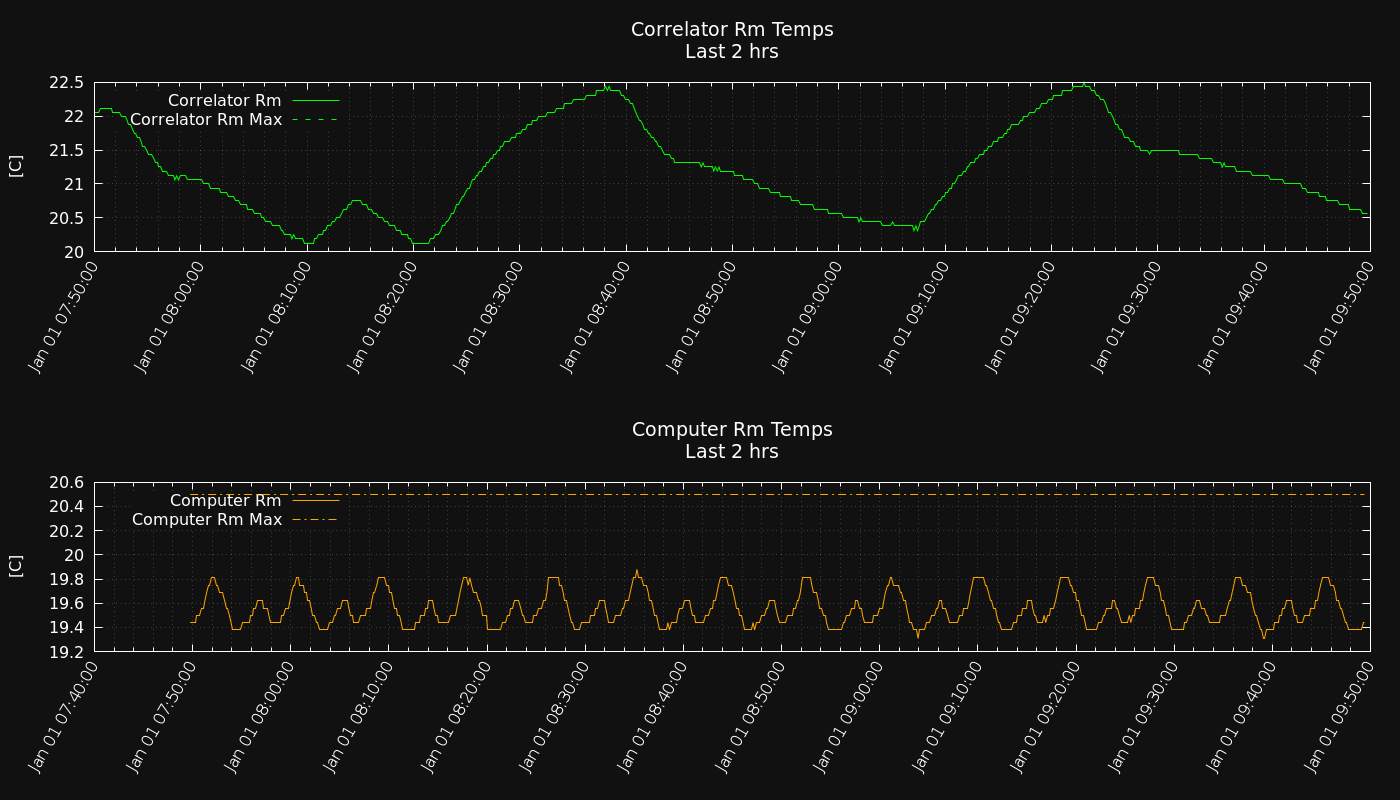 Correlator Rm Temps
Last 2 hrs
22.5
22
21.5
21
20.5
20
[C]
Correlator Rm
Correlator Rm Max
Jan 01 07:50:00
Jan 01 08:00:00
Jan 01 08:10:00
Jan 01 08:20:00
Jan 01 08:30:00
Jan 01 08:40:00
Jan 01 08:50:00
Jan 01 09:00:00
Jan 01 09:10:00
Jan 01 09:20:00
Jan 01 09:30:00
Jan 01 09:40:00
Jan 01 09:50:00
Computer Rm Temps
Last 2 hrs
20.6
20.4
20.2
20
19.8
19.6
19.4
19.2
[C]
Computer Rm
Computer Rm Max
Jan 01 07:40:00
Jan 01 07:50:00
Jan 01 08:00:00
Jan 01 08:10:00
Jan 01 08:20:00
Jan 01 08:30:00
Jan 01 08:40:00
Jan 01 08:50:00
Jan 01 09:00:00
Jan 01 09:10:00
Jan 01 09:20:00
Jan 01 09:30:00
Jan 01 09:40:00
Jan 01 09:50:00